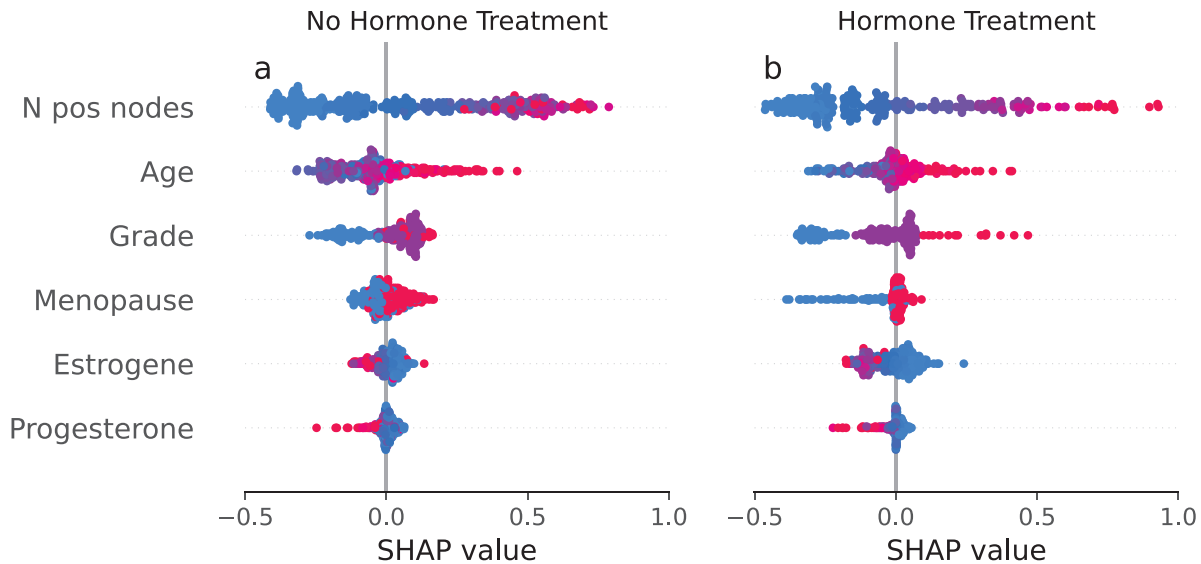 No Hormone Treatment
Hormone Treatment
a
b
N pos nodes
Age
Grade
Menopause
Estrogene
Progesterone
−0.5 0.0 0.5 1.0
−0.5 0.0 0.5 1.0
SHAP value
SHAP value